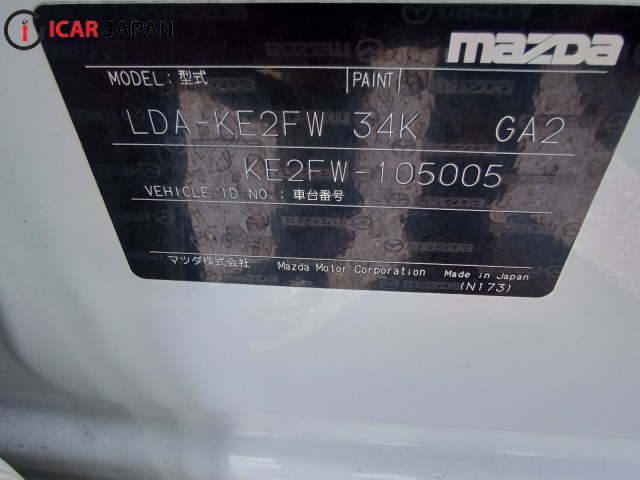 ICAR JAPAN
mazda
MODEL: 型式 PAINT
LDA-KE2FW 34K GA2
KE2FW-105005
VEHICLE ID NO.: 車台番号
マツダ株式会社 Mazda Motor Corporation Made in Japan
(N173)